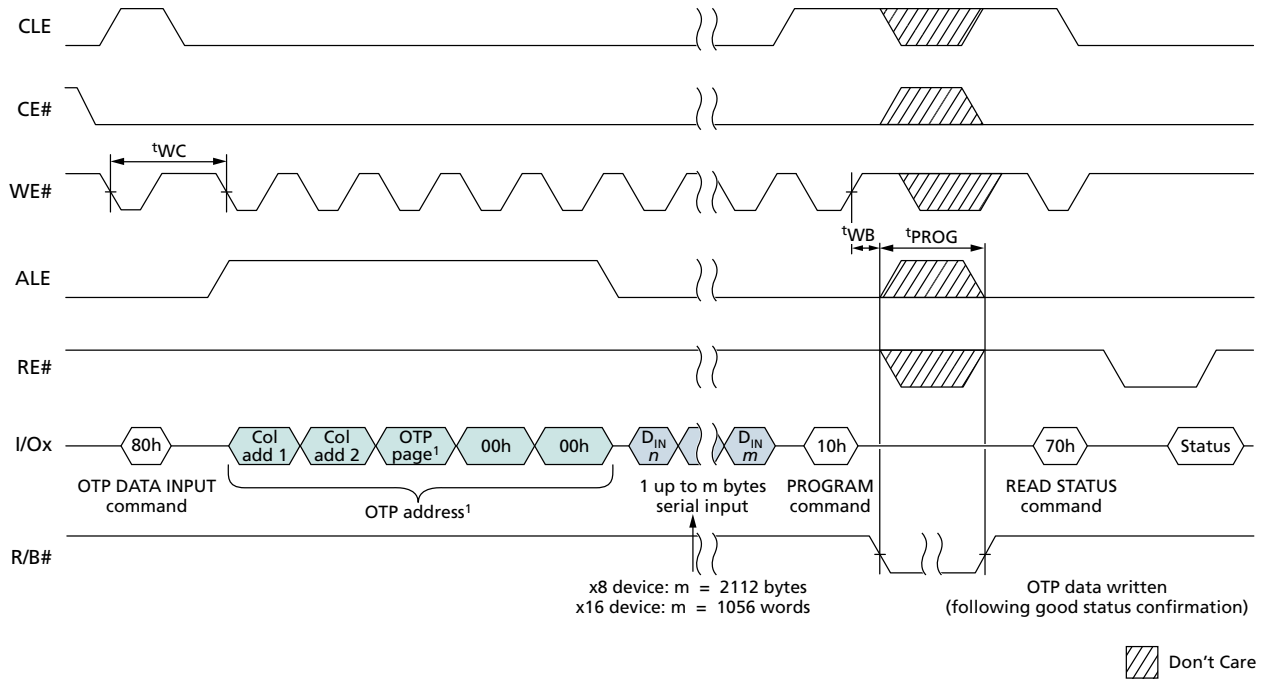 CLE
CE#
tWC
WE#
tWB
tPROG
ALE
RE#
I/Ox
80h
Col
add 1
Col
add 2
OTP
page1
00h
00h
DIN
n
DIN
m
10h
70h
Status
OTP DATA INPUT
command
OTP address1
1 up to m bytes
serial input
PROGRAM
command
READ STATUS
command
R/B#
x8 device: m = 2112 bytes
x16 device: m = 1056 words
OTP data written
(following good status confirmation)
Don't Care